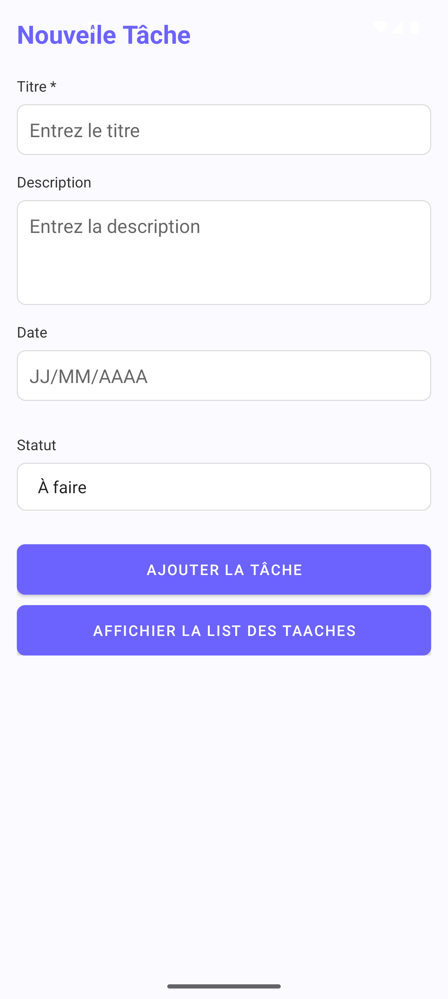 Nouvelle Tâche
Titre *
Entrez le titre
Description
Entrez la description
Date
JJ/MM/AAAA
Statut
À faire
AJOUTER LA TÂCHE
AFFICHIER LA LIST DES TAACHES